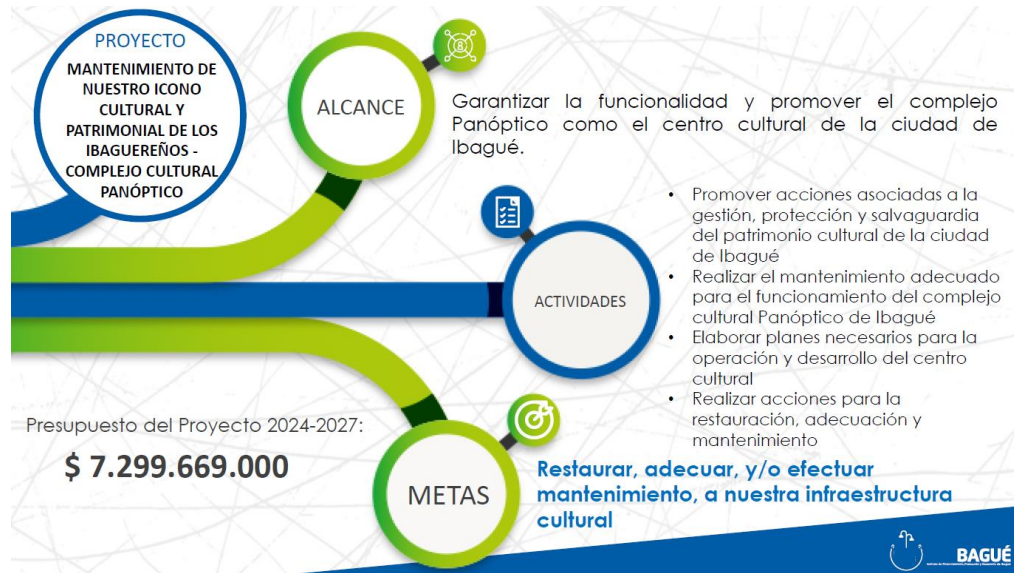 PROYECTO
MANTENIMIENTO DE
NUESTRO ICONO
CULTURAL Y
PATRIMONIAL DE LOS
IBAGUEREÑOS -
COMPLEJO CULTURAL
PANÓPTICO
ALCANCE
Garantizar la funcionalidad y promover el complejo
Panóptico como el centro cultural de la ciudad de
Ibagué.
ACTIVIDADES
• Promover acciones asociadas a la
gestión, protección y salvaguardia
del patrimonio cultural de la ciudad
de Ibagué
• Realizar el mantenimiento adecuado
para el funcionamiento del complejo
cultural Panóptico de Ibagué
• Elaborar planes necesarios para la
operación y desarrollo del centro
cultural
• Realizar acciones para la
restauración, adecuación y
mantenimiento
Presupuesto del Proyecto 2024-2027:
$ 7.299.669.000
METAS
Restaurar, adecuar, y/o efectuar
mantenimiento, a nuestra infraestructura
cultural
BAGUÉ